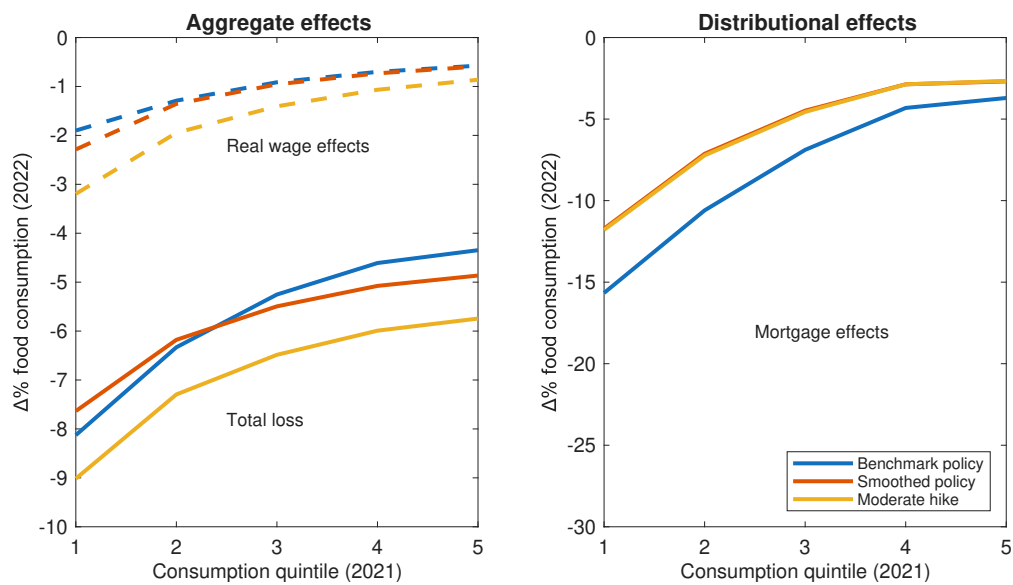 Aggregate effects
0
-1
-2
-3
-4
-5
-6
-7
-8
-9
-10
Δ% food consumption (2022)
Real wage effects
Total loss
1 2 3 4 5
Consumption quintile (2021)
Distributional effects
0
-5
-10
-15
-20
-25
-30
Δ% food consumption (2022)
Mortgage effects
Benchmark policy
Smoothed policy
Moderate hike
1 2 3 4 5
Consumption quintile (2021)